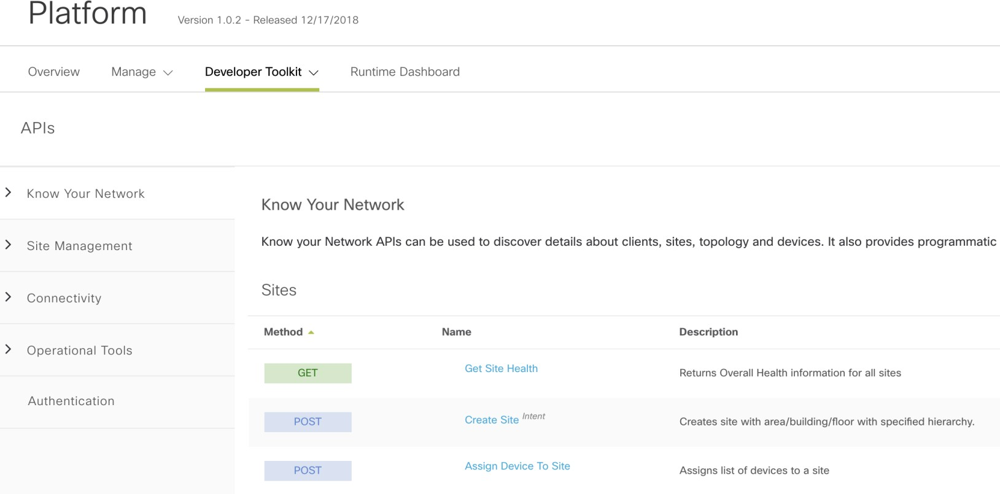 Platform Version 1.0.2 - Released 12/17/2018
Overview Manage Developer Toolkit Runtime Dashboard
APIs
Know Your Network
Site Management
Connectivity
Operational Tools
Authentication
Know Your Network
Know your Network APIs can be used to discover details about clients, sites, topology and devices. It also provides programmatic
Sites
Method Name Description
GET Get Site Health Returns Overall Health information for all sites
POST Create Site Intent Creates site with area/building/floor with specified hierarchy.
POST Assign Device To Site Assigns list of devices to a site